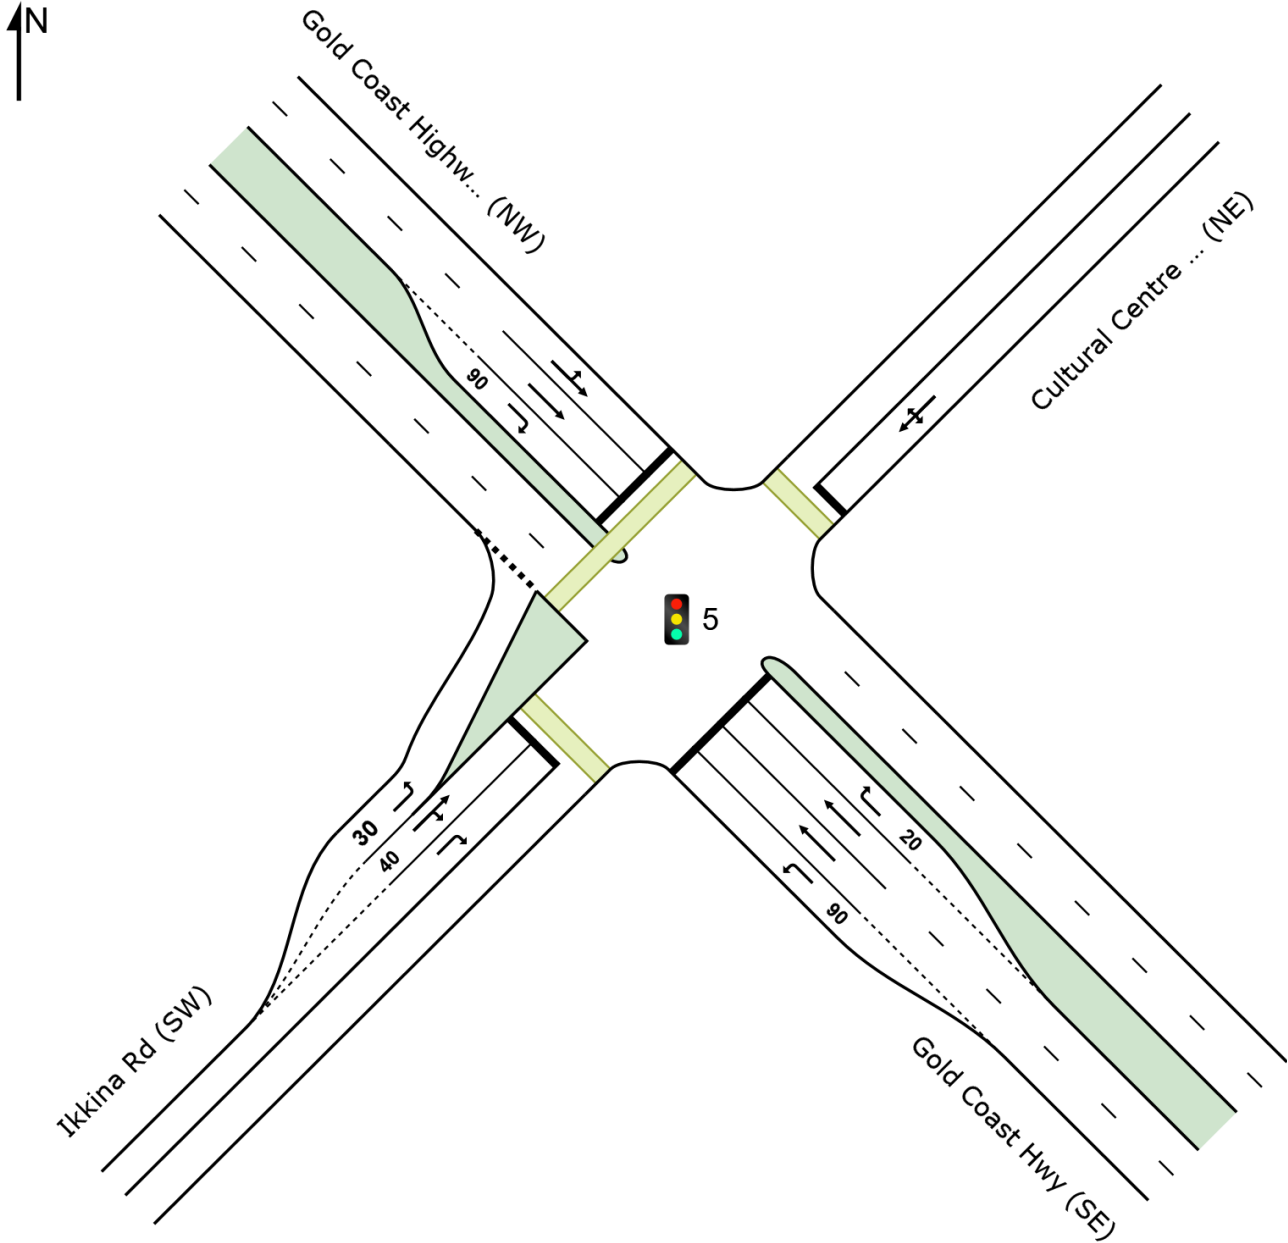 N
Gold Coast Highw... (NW)
Cultural Centre ... (NE)
90
5
30
40
20
90
Ikkina Rd (SW)
Gold Coast Hwy (SE)